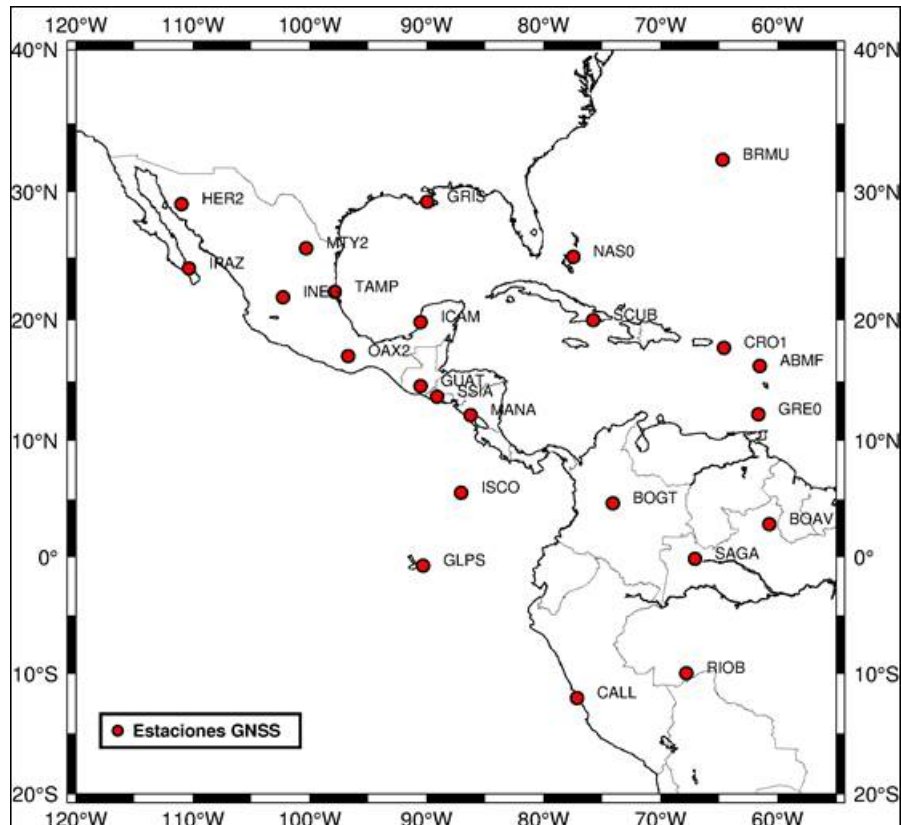 120°W 110°W 100°W 90°W 80°W 70°W 60°W
40°N 40°N
BRMU
30°N 30°N
HER2 GRIS
MTY2 NAS0
IPAZ
INE TAMP
20°N ICAM SCUB 20°N
CRO1
OAX2 ABMF
GUAT
SSIA
MANA GRE0
10°N 10°N
ISCO
BOGT
BOAV
0° SAGA 0°
GLPS
10°S RIOB 10°S
CALL
Estaciones GNSS
20°S 20°S
120°W 110°W 100°W 90°W 80°W 70°W 60°W